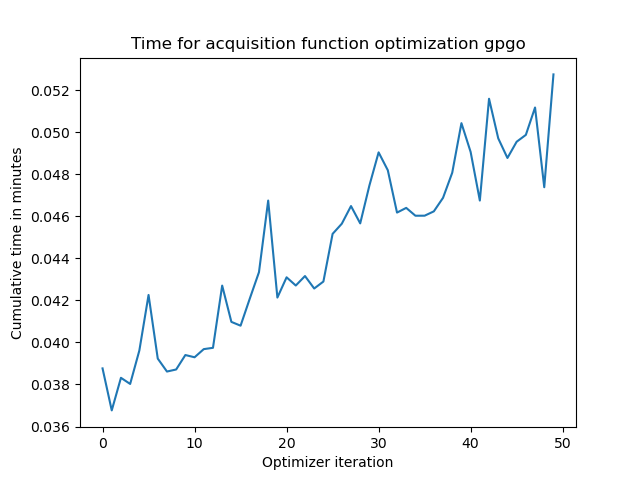 Time for acquisition function optimization gpgo
Cumulative time in minutes
0.052
0.050
0.048
0.046
0.044
0.042
0.040
0.038
0.036
0 10 20 30 40 50
Optimizer iteration